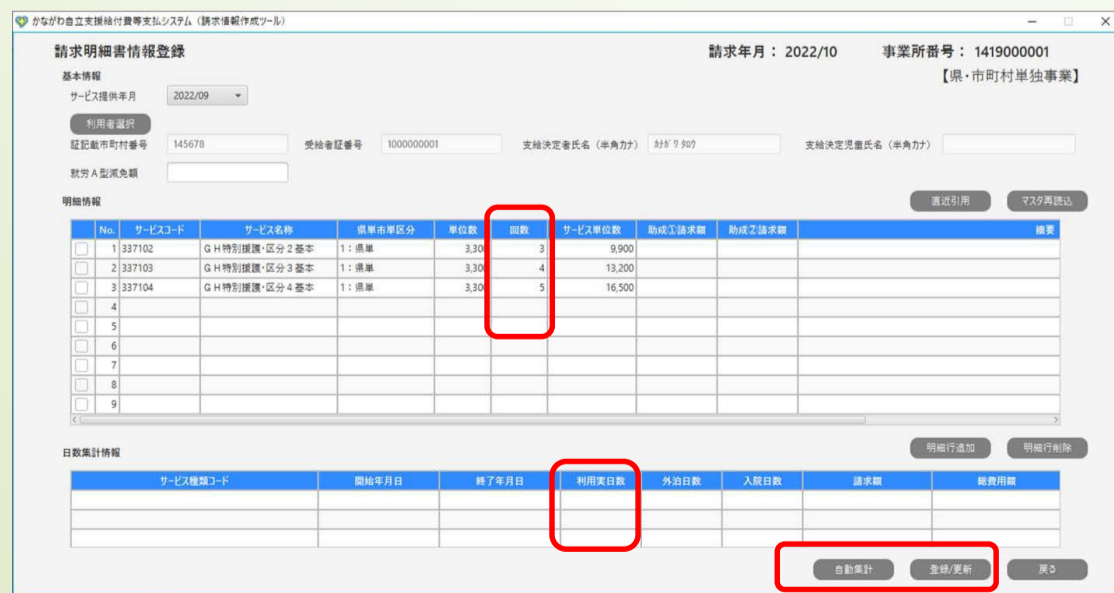 かながわ自立支援給付費等支払システム（請求情報作成ツール）
請求明細書情報登録 請求年月： 2022/10 事業所番号： 1419000001
基本情報 【県・市町村単独事業】
サービス提供年月 2022/09
利用者選択
証記載市町村番号 145678 受給者証番号 1000000001 支給決定者氏名（半角カナ） ｶﾅｶﾞﾜ ﾀﾛｳ 支給決定児童氏名（半角カナ）
就労Ａ型減免額
明細情報 直近引用 マスタ再読込
No. サービスコード サービス名称 県単市単区分 単位数 回数 サービス単位数 助成①請求額 助成②請求額 摘要
1 337102 ＧＨ特別援護・区分２基本 1：県単 3,300 3 9,900
2 337103 ＧＨ特別援護・区分３基本 1：県単 3,300 4 13,200
3 337104 ＧＨ特別援護・区分４基本 1：県単 3,300 5 16,500
4
5
6
7
8
9
明細行追加 明細行削除
日数集計情報
サービス種類コード 開始年月日 終了年月日 利用実日数 外泊日数 入院日数 請求額 総費用額
自動集計 登録/更新 戻る